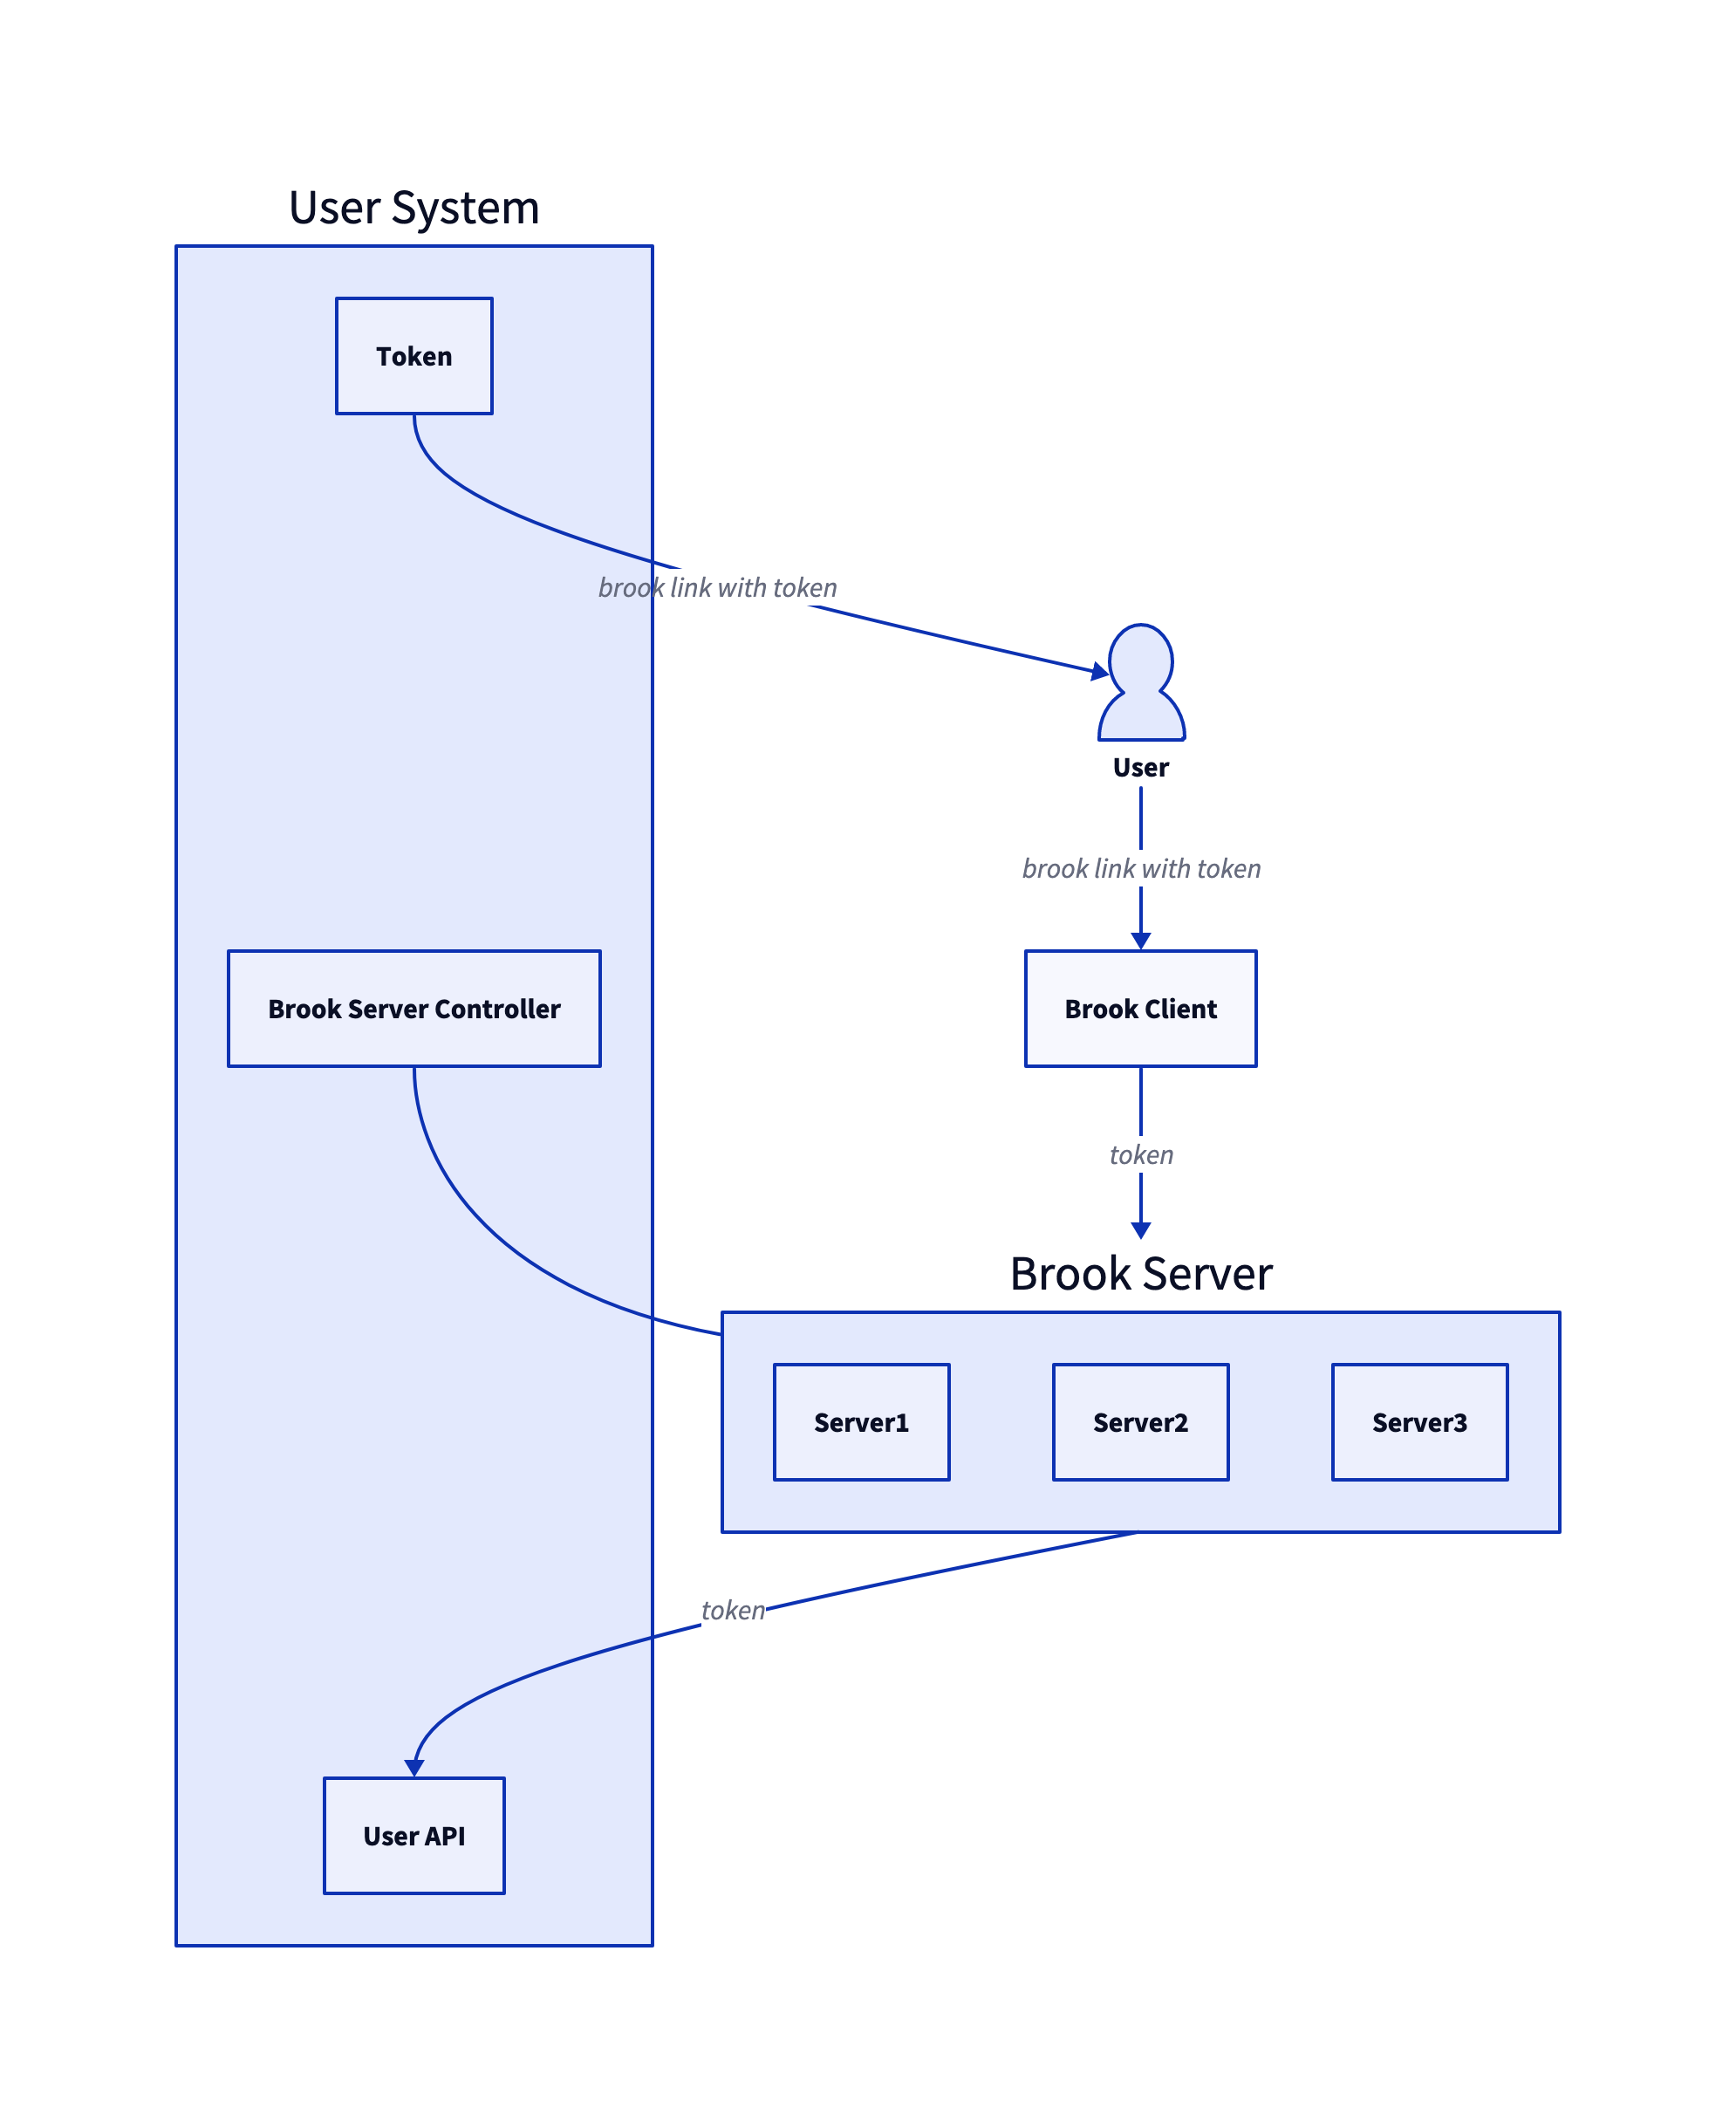 User System
Token
brook link with token
User
brook link with token
Brook Server Controller
Brook Client
token
Brook Server
Server1
Server2
Server3
token
User API